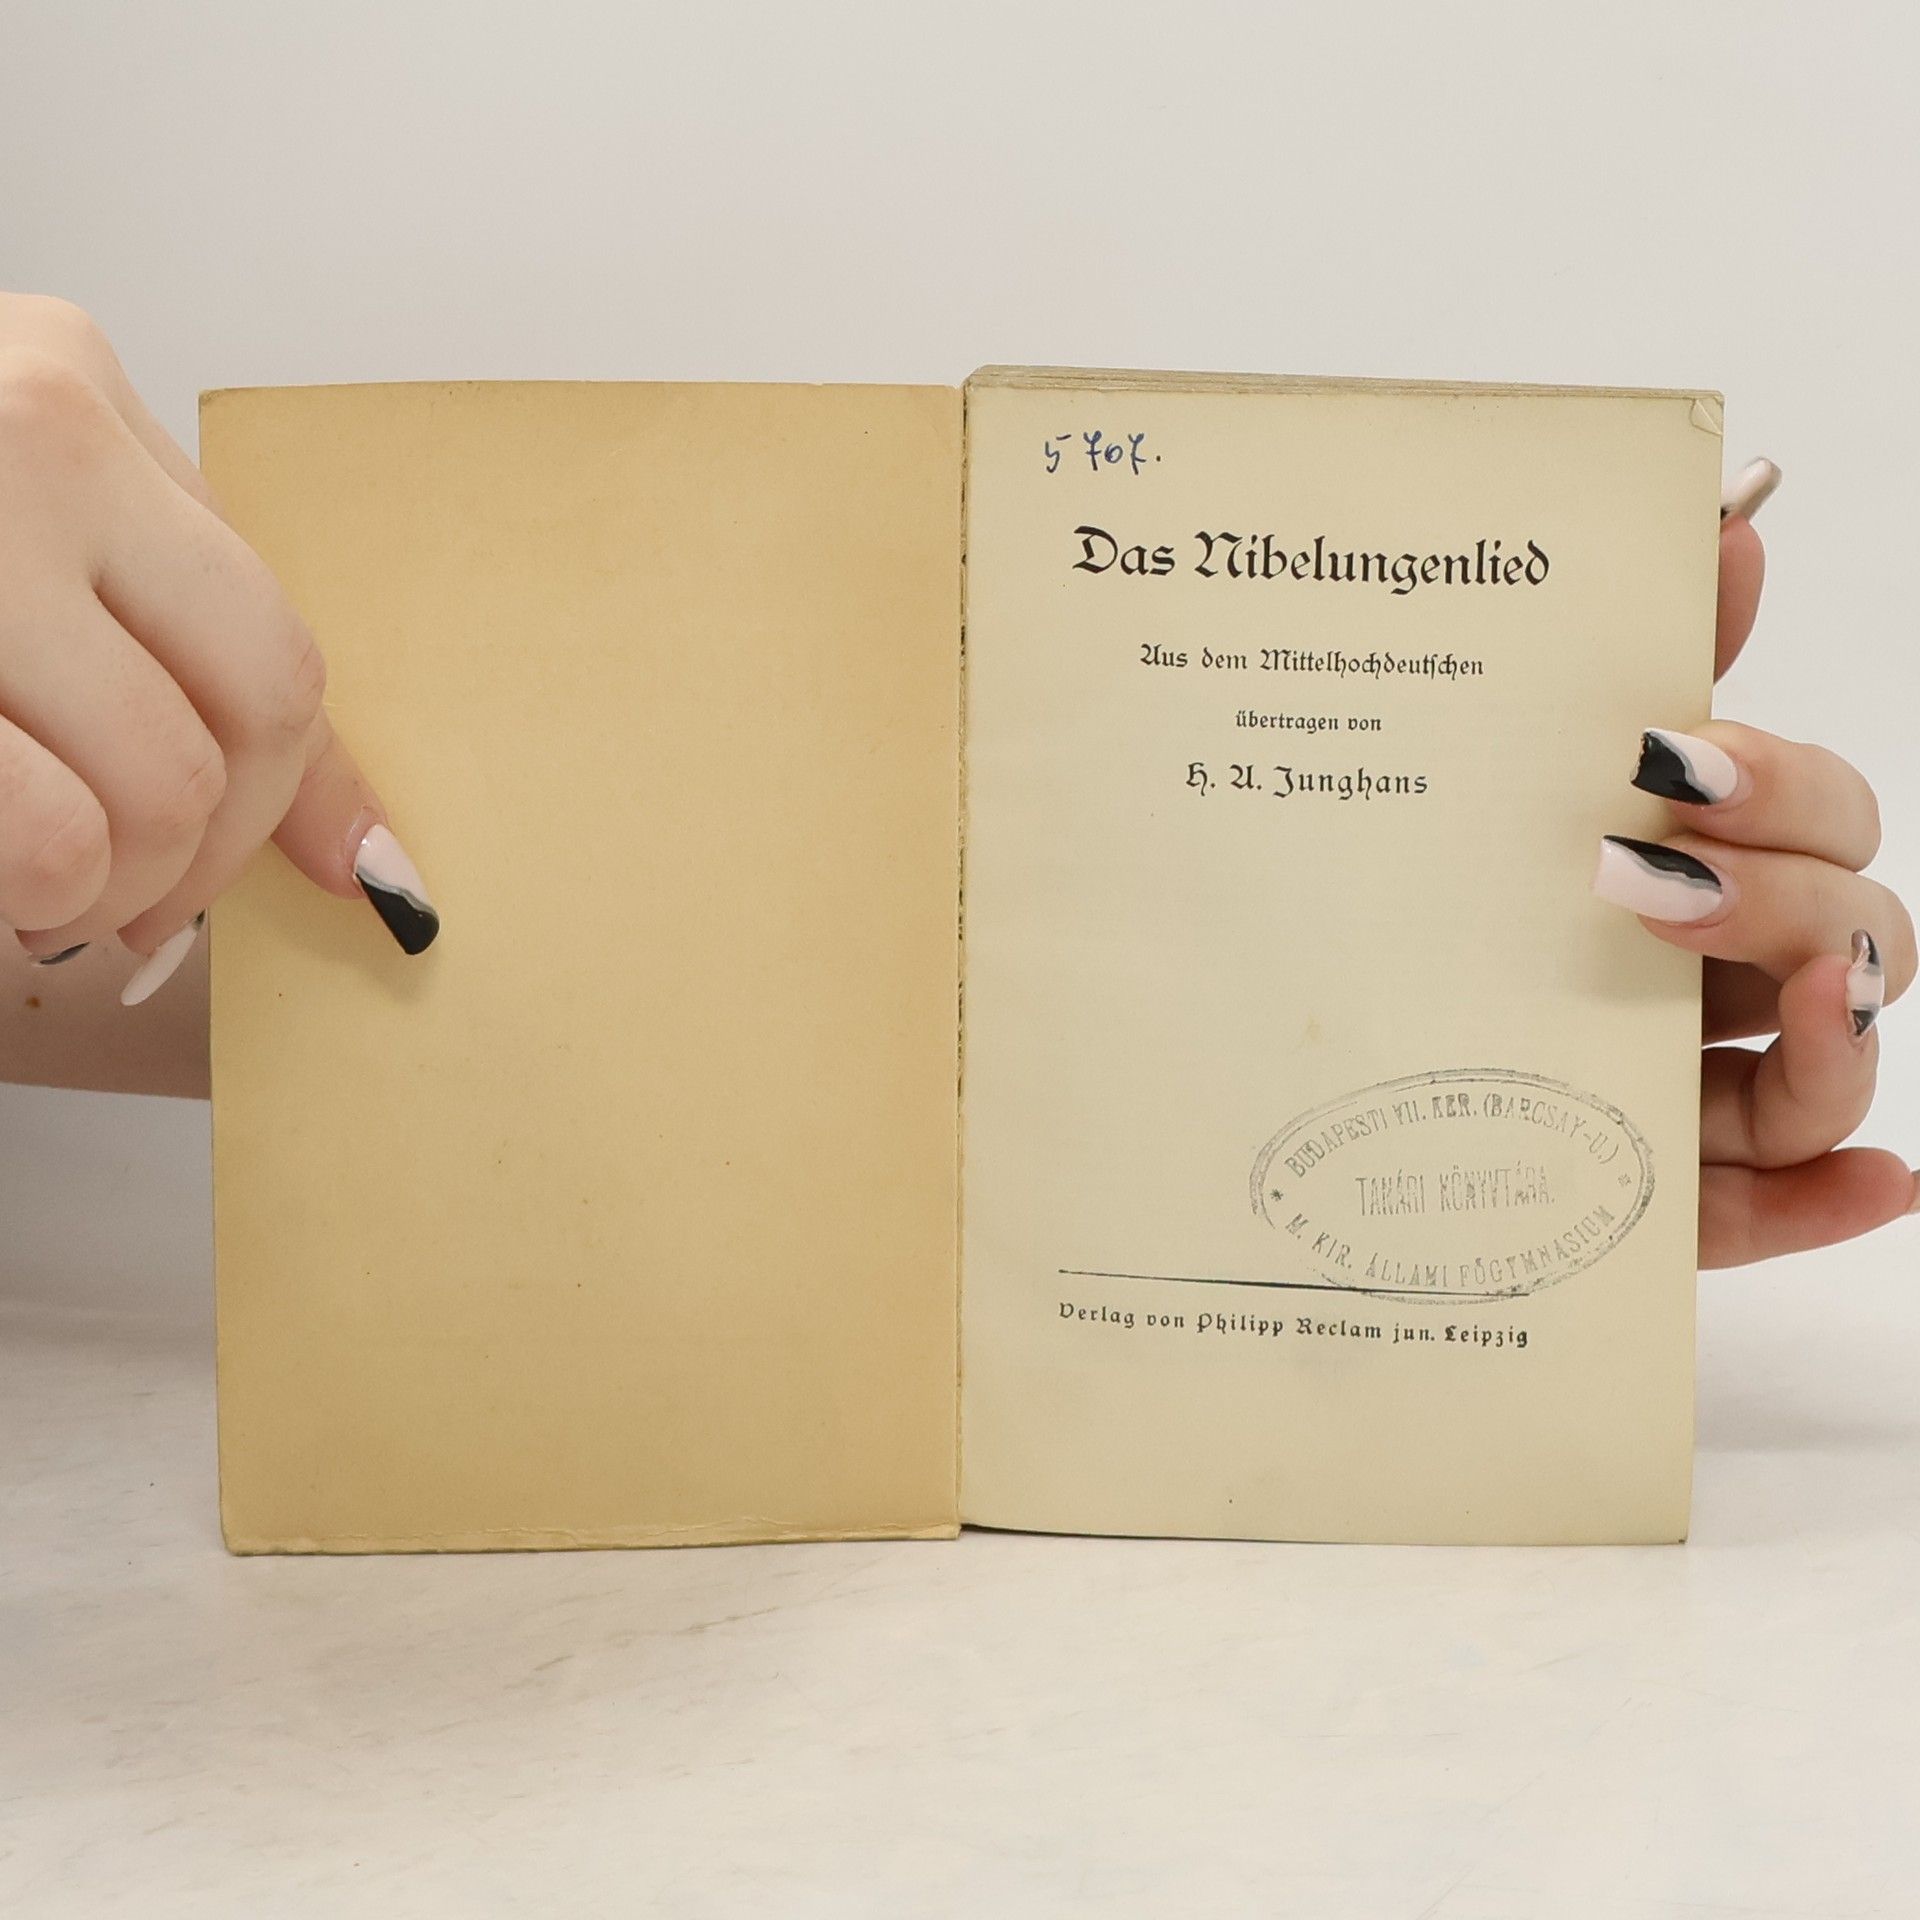 5707.
Das Nibelungenlied
Aus dem Mittelhochdeutſchen
übertragen von
H. A. Junghans
BUDAPESTI VII. KER. (BARCSAY-U.)
TANÁRI KÖNYVTÁRA.
* M. KIR. ÁLLAMI FŐGYMNASIUM *
Verlag von Philipp Reclam jun. Leipzig